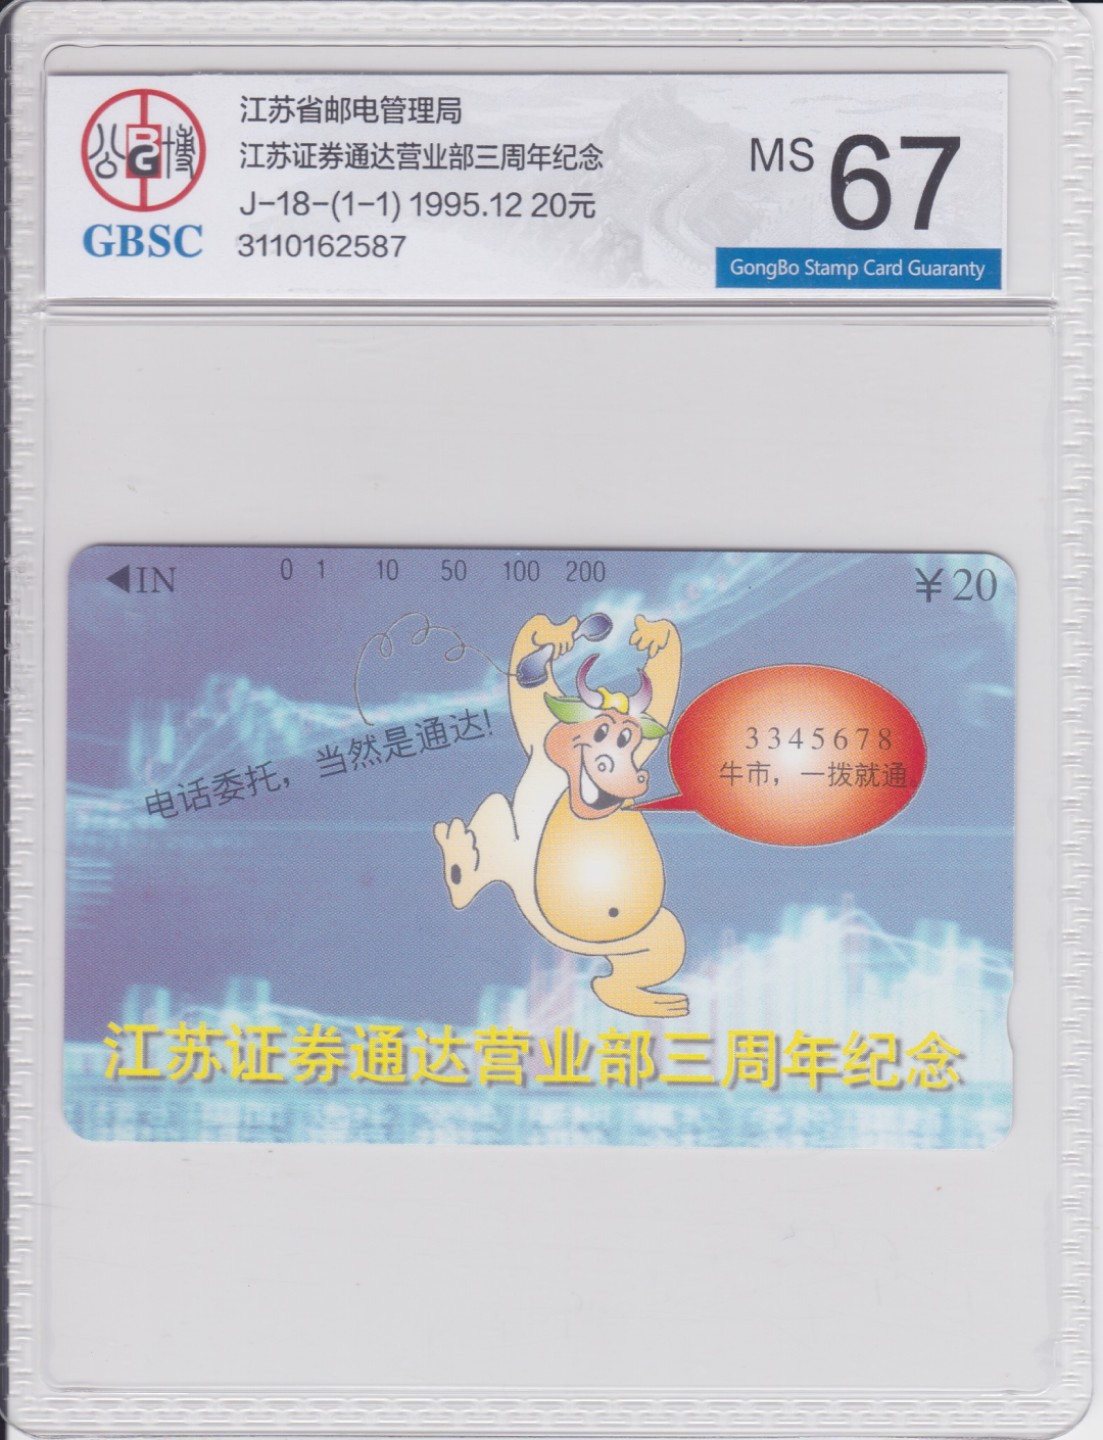 江苏省邮电管理局
江苏证券通达营业部三周年纪念
J-18-(1-1) 1995.12 20元
3110162587
公 博
BG
GBSC
MS 67
GongBo Stamp Card Guaranty
◀IN
0 1 10 50 100 200
¥20
电话委托，当然是通达!
3345678
牛市，一拨就通。
江苏证券通达营业部三周年纪念